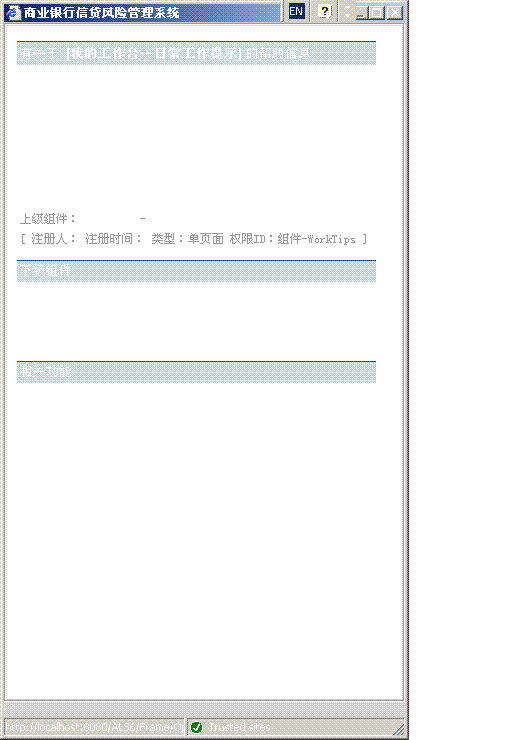 商业银行信贷风险管理系统
EN
有关于 [我的工作台—日常工作提示] 的帮助信息
上级组件： -
[ 注册人： 注册时间： 类型：单页面 权限ID：组件-WorkTips ]
下级组件
相关功能
http://localhost:8080/ALS6/Frame/O Trusted sites